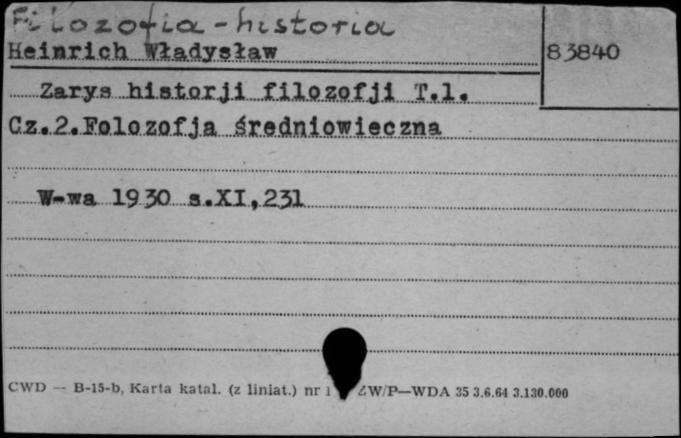 Filozofia - historia
Heinrich Władysław
83840
Zarys historji filozofji T.1.
Cz.2.Folozofja średniowieczna
W-wa 1930 s.XI,231
CWD — B-15-b, Karta katal. (z liniat.) nr 1 ZW/P—WDA 35 3.6.64 3.130.000